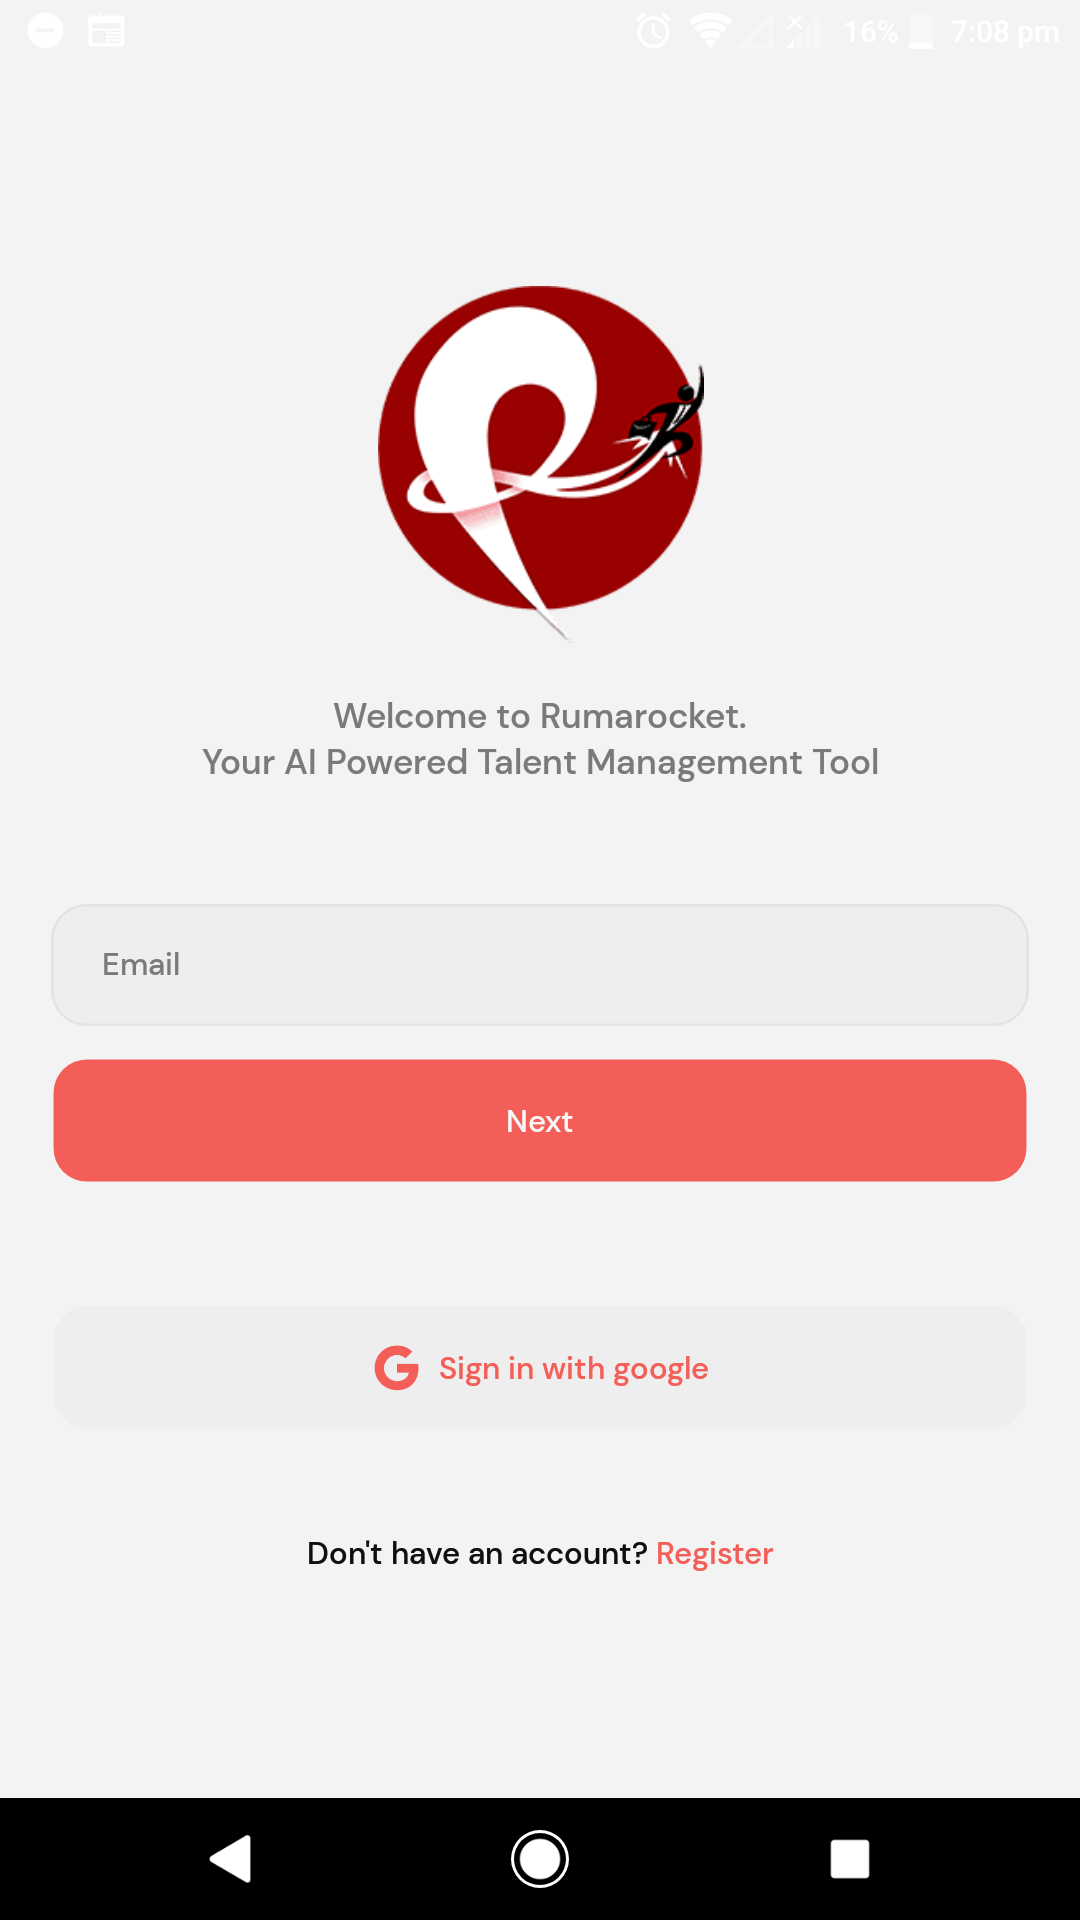 16% 7:08 pm
Welcome to Rumarocket.
Your AI Powered Talent Management Tool
Email
Next
Sign in with google
Don't have an account? Register